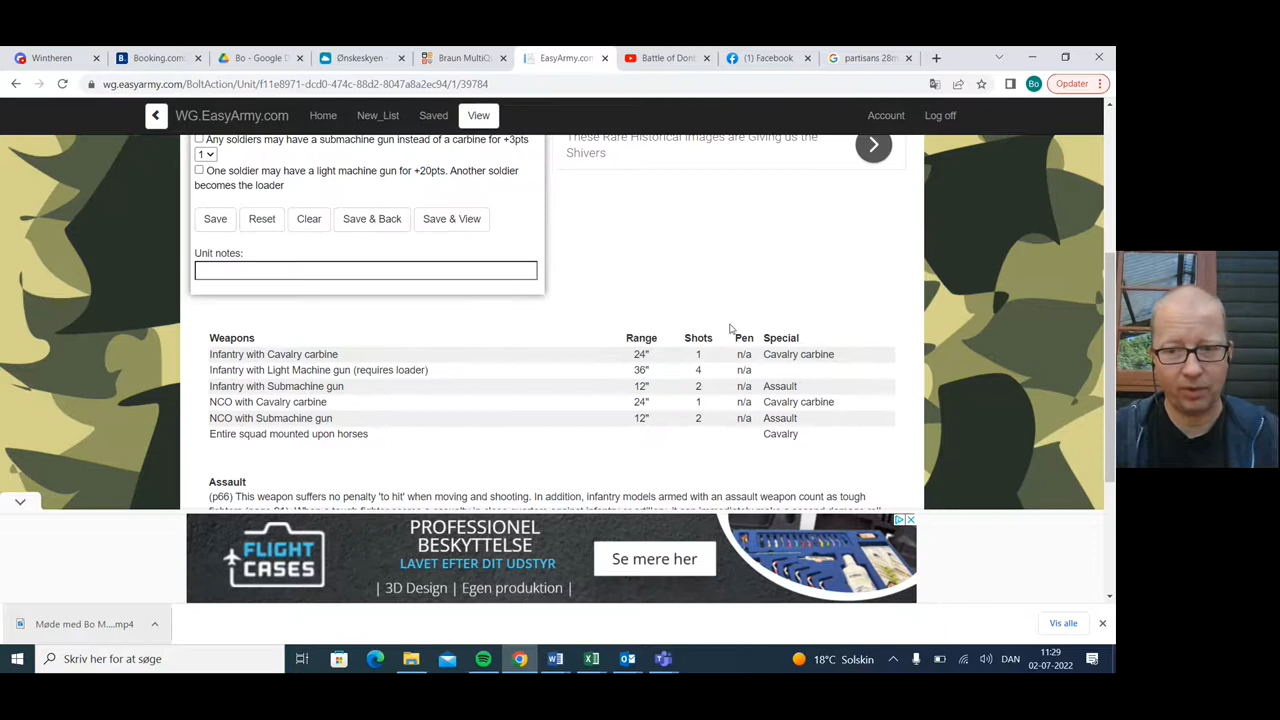 Wintheren
Booking.com:
Bo - Google D
Ønskeskyen -
Braun MultiQu
EasyArmy.com
Battle of Donb
(1) Facebook
partisans 28m
wg.easyarmy.com/BoltAction/Unit/f11e8971-dcd0-474c-88d2-8047a8a2ec94/1/39784
Bo
Opdater
WG.EasyArmy.com Home New_List Saved View Account Log off
Any soldiers may have a submachine gun instead of a carbine for +3pts
1
One soldier may have a light machine gun for +20pts. Another soldier
becomes the loader
These Rare Historical Images are Giving us the
Shivers
Save Reset Clear Save & Back Save & View
Unit notes:
Weapons Range Shots Pen Special
Infantry with Cavalry carbine 24" 1 n/a Cavalry carbine
Infantry with Light Machine gun (requires loader) 36" 4 n/a
Infantry with Submachine gun 12" 2 n/a Assault
NCO with Cavalry carbine 24" 1 n/a Cavalry carbine
NCO with Submachine gun 12" 2 n/a Assault
Entire squad mounted upon horses Cavalry
Assault
(p66) This weapon suffers no penalty 'to hit' when moving and shooting. In addition, infantry models armed with an assault weapon count as tough
FLIGHT
CASES
PROFESSIONEL
BESKYTTELSE
LAVET EFTER DIT UDSTYR
| 3D Design | Egen produktion |
Se mere her
Møde med Bo M....mp4
Vis alle
Skriv her for at søge
18°C Solskin
DAN
11:29
02-07-2022